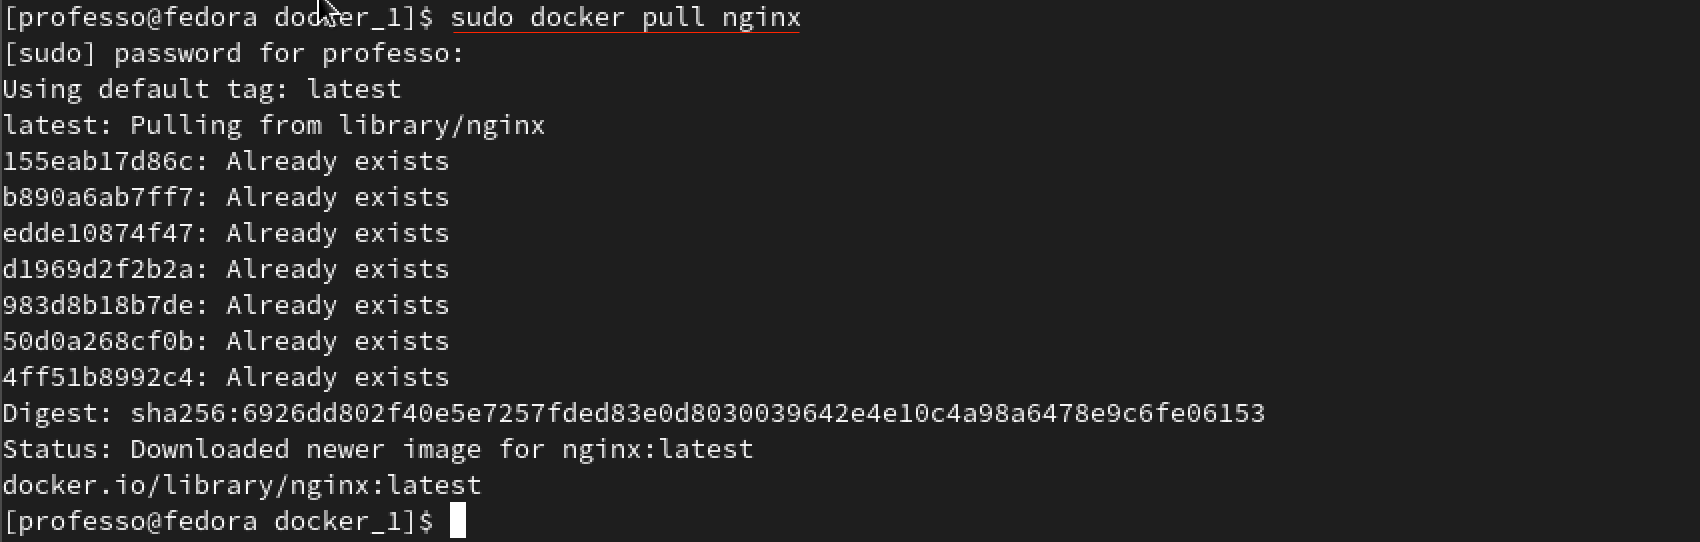 [professo@fedora docker_1]$ sudo docker pull nginx
[sudo] password for professo:
Using default tag: latest
latest: Pulling from library/nginx
155eab17d86c: Already exists
b890a6ab7ff7: Already exists
edde10874f47: Already exists
d1969d2f2b2a: Already exists
983d8b18b7de: Already exists
50d0a268cf0b: Already exists
4ff51b8992c4: Already exists
Digest: sha256:6926dd802f40e5e7257fded83e0d8030039642e4e10c4a98a6478e9c6fe06153
Status: Downloaded newer image for nginx:latest
docker.io/library/nginx:latest
[professo@fedora docker_1]$